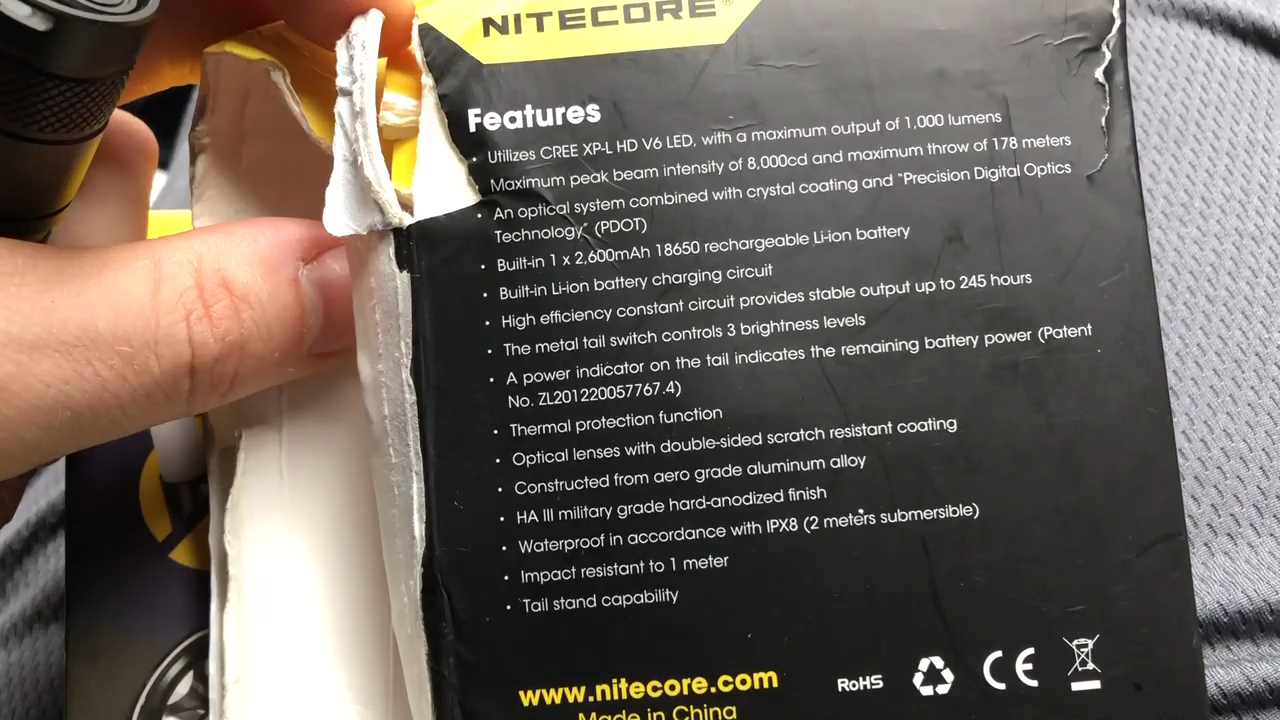 NITECORE®
Features
• Utilizes CREE XP-L HD V6 LED, with a maximum output of 1,000 lumens
Maximum peak beam intensity of 8,000cd and maximum throw of 178 meters
• An optical system combined with crystal coating and “Precision Digital Optics
Technology” (PDOT)
• Built-in 1 x 2,600mAh 18650 rechargeable Li-ion battery
• Built-in Li-ion battery charging circuit
• High efficiency constant circuit provides stable output up to 245 hours
• The metal tail switch controls 3 brightness levels
• A power indicator on the tail indicates the remaining battery power (Patent
No. ZL201220057767.4)
• Thermal protection function
• Optical lenses with double-sided scratch resistant coating
• Constructed from aero grade aluminum alloy
• HA III military grade hard-anodized finish
• Waterproof in accordance with IPX8 (2 meters submersible)
• Impact resistant to 1 meter
• Tail stand capability
www.nitecore.com
RoHS
CE
Made in China